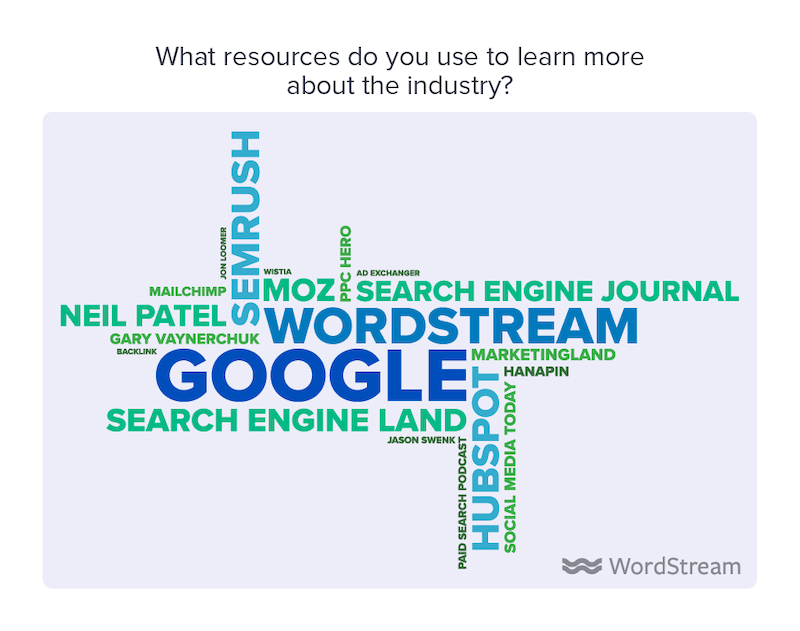 What resources do you use to learn more
about the industry?
SEMRUSH
JON LOOMER
PPC HERO
WISTIA
AD EXCHANGER
MAILCHIMP
MOZ
SEARCH ENGINE JOURNAL
NEIL PATEL
WORDSTREAM
GARY VAYNERCHUK
BACKLINK
MARKETINGLAND
GOOGLE
HANAPIN
SEARCH ENGINE LAND
HUBSPOT
SOCIAL MEDIA TODAY
JASON SWENK
PAID SEARCH PODCAST
WordStream